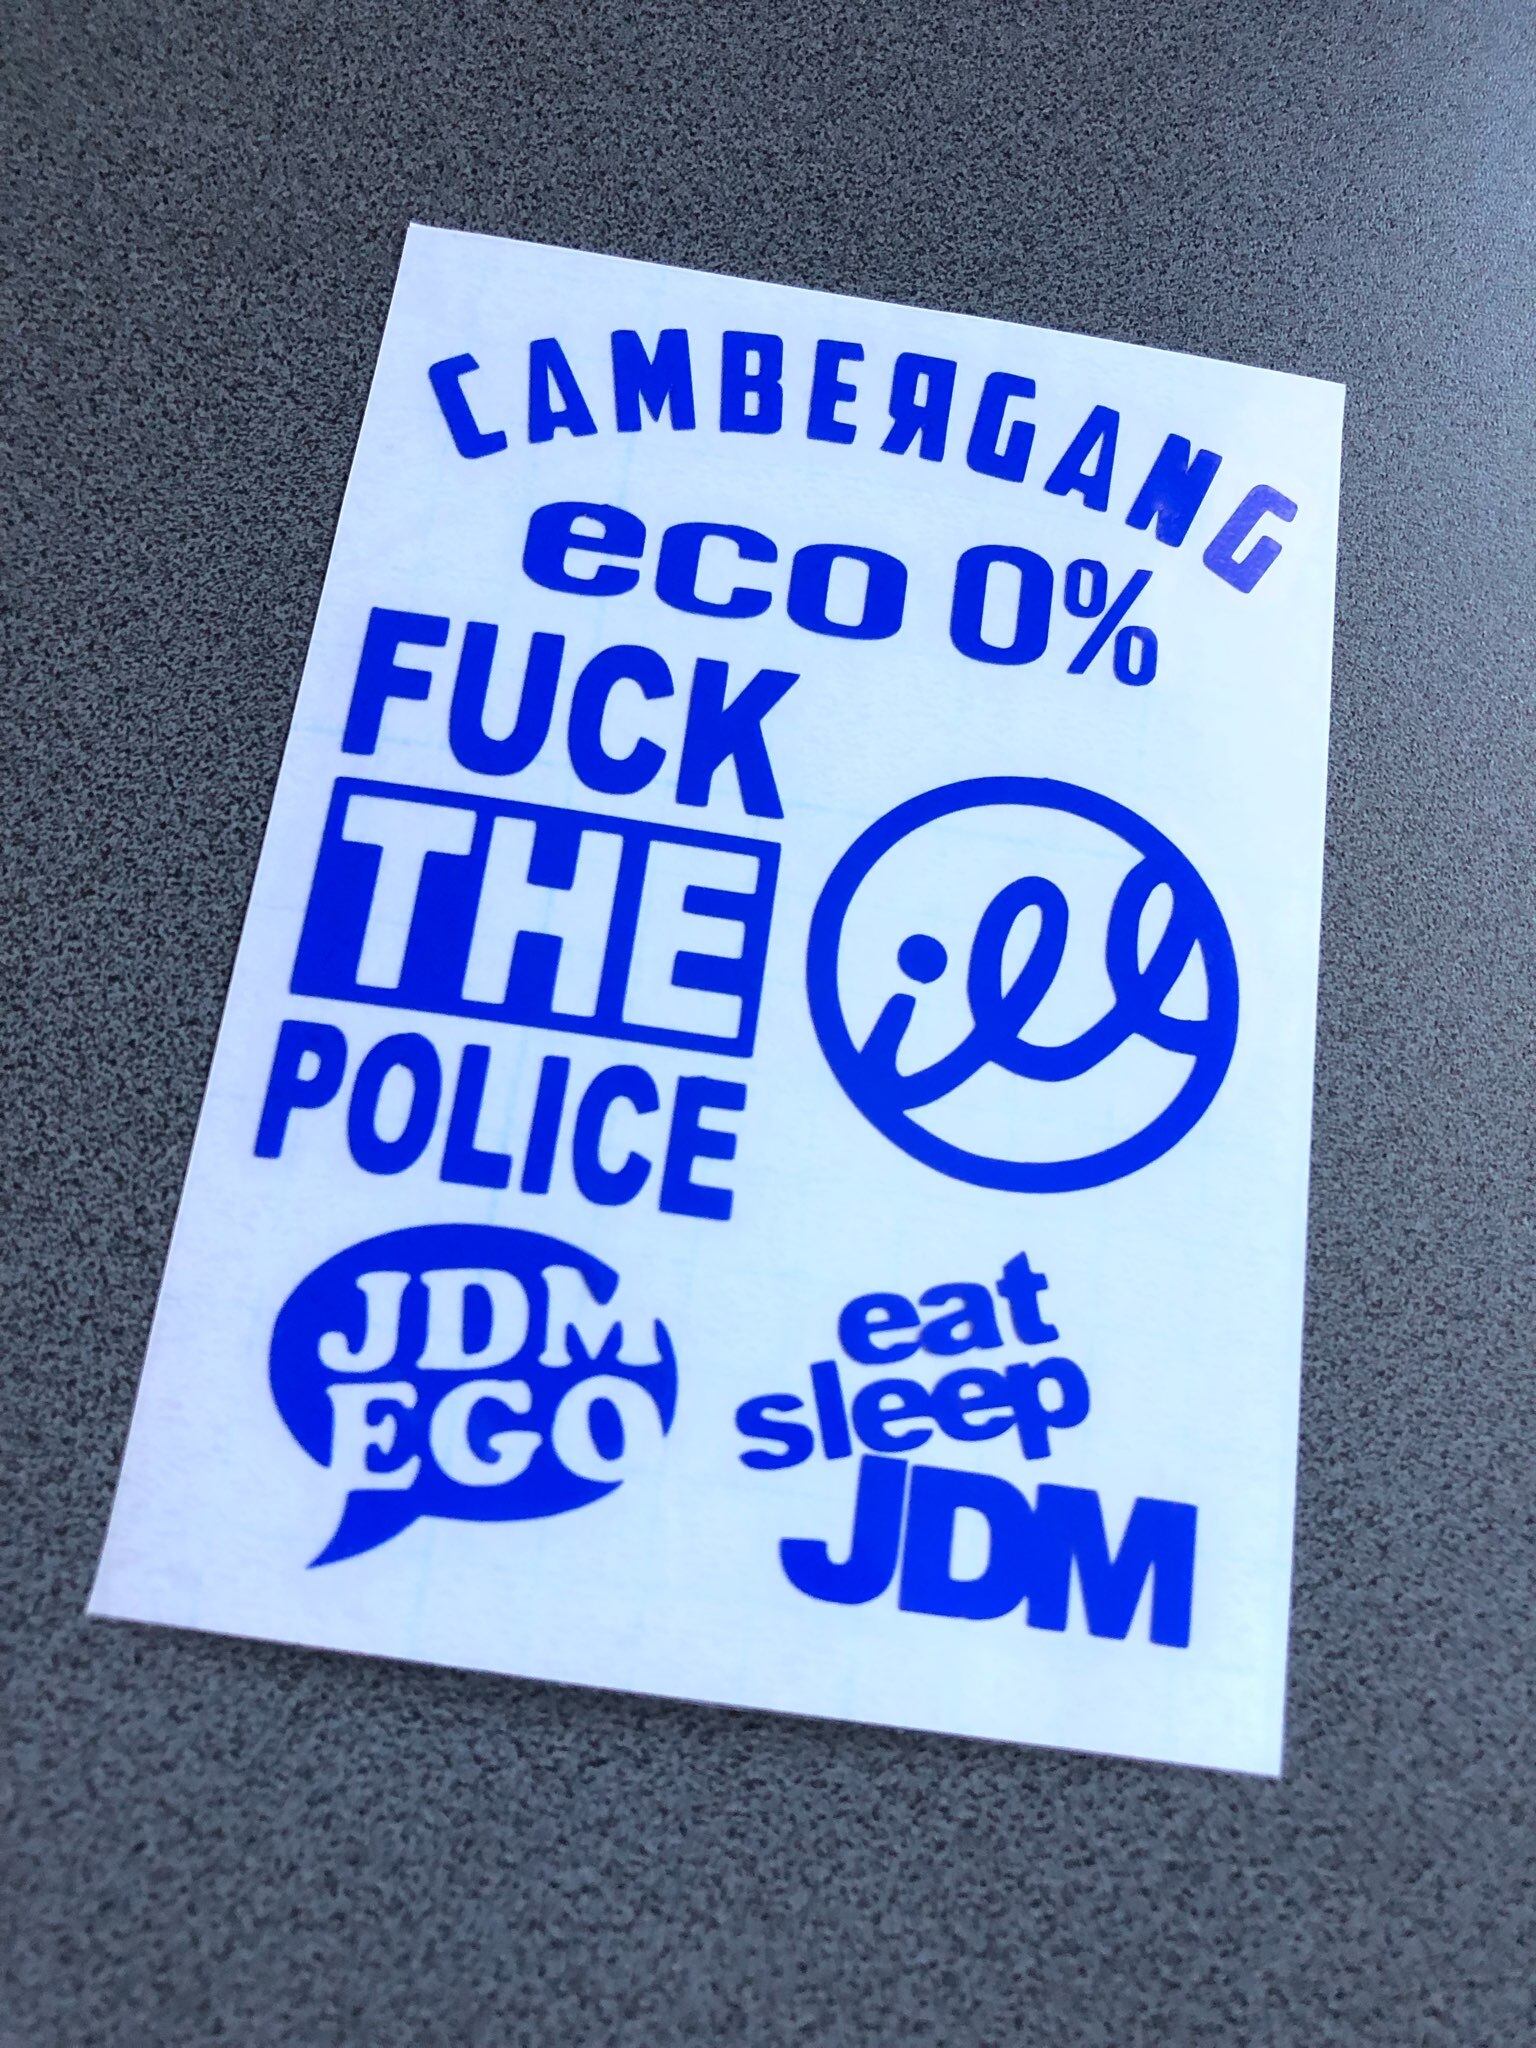 CAMBERGANG
eco 0%
FUCK
THE
POLICE
ill
JDM
EGO
eat
sleep
JDM